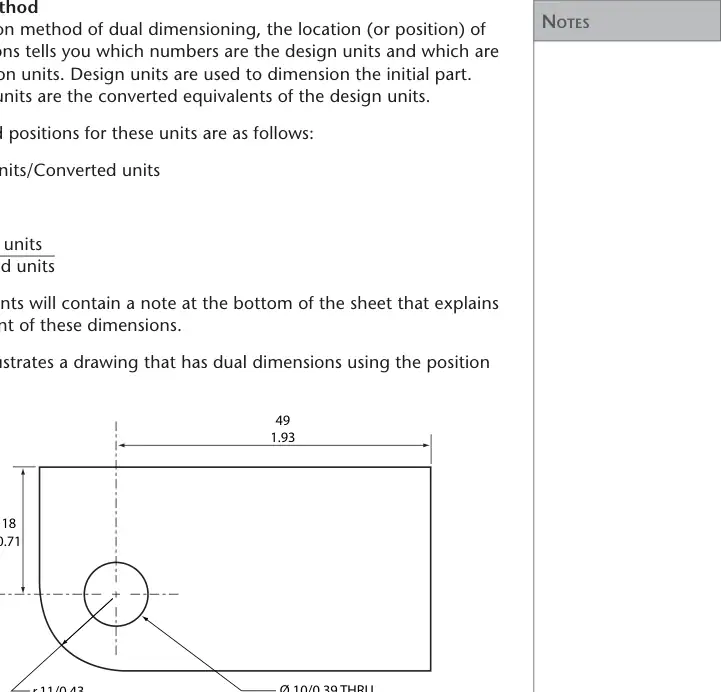 thod
on method of dual dimensioning, the location (or position) of
ons tells you which numbers are the design units and which are
on units. Design units are used to dimension the initial part.
units are the converted equivalents of the design units.
d positions for these units are as follows:
nits/Converted units
units
d units
nts will contain a note at the bottom of the sheet that explains
nt of these dimensions.
ustrates a drawing that has dual dimensions using the position
NOTES
49
1.93
18
0.71
r 11/0.43
Ø 10/0.39 THRU